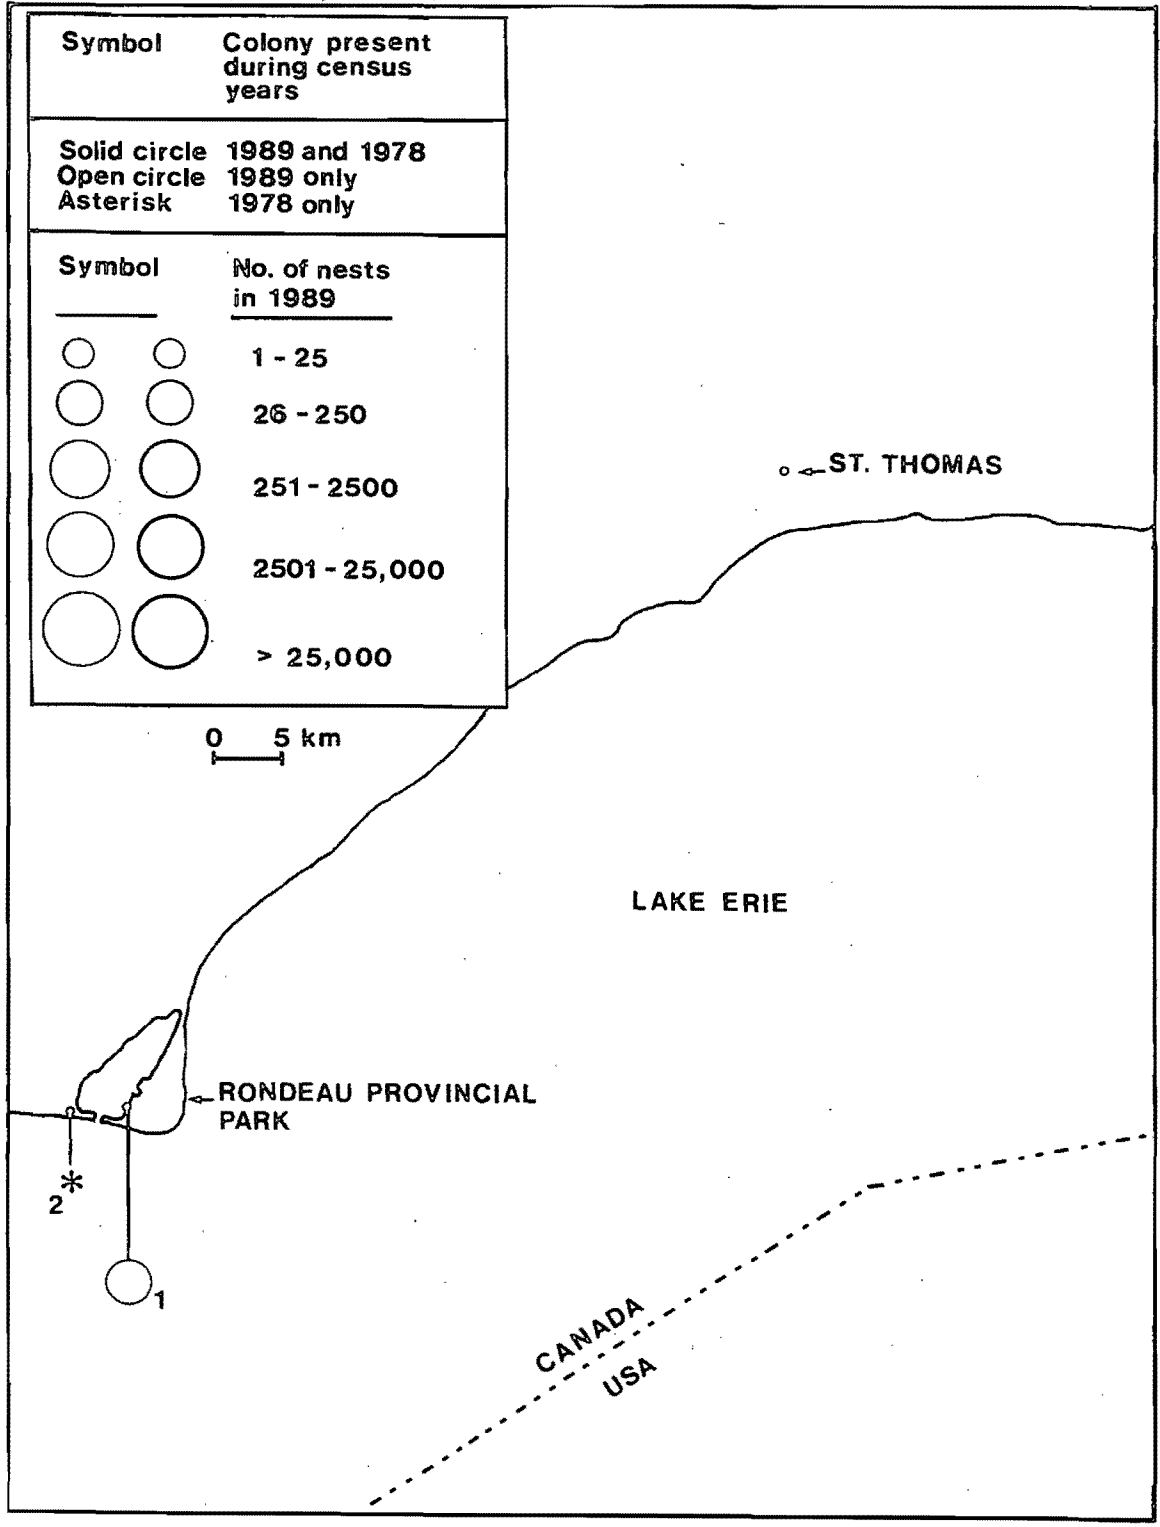 Symbol Colony present
during census
years
Solid circle 1989 and 1978
Open circle 1989 only
Asterisk 1978 only
Symbol No. of nests
in 1989
1 - 25
26 - 250
251 - 2500
2501 - 25,000
> 25,000
0 5 km
ST. THOMAS
LAKE ERIE
RONDEAU PROVINCIAL
PARK
2
1
CANADA
USA